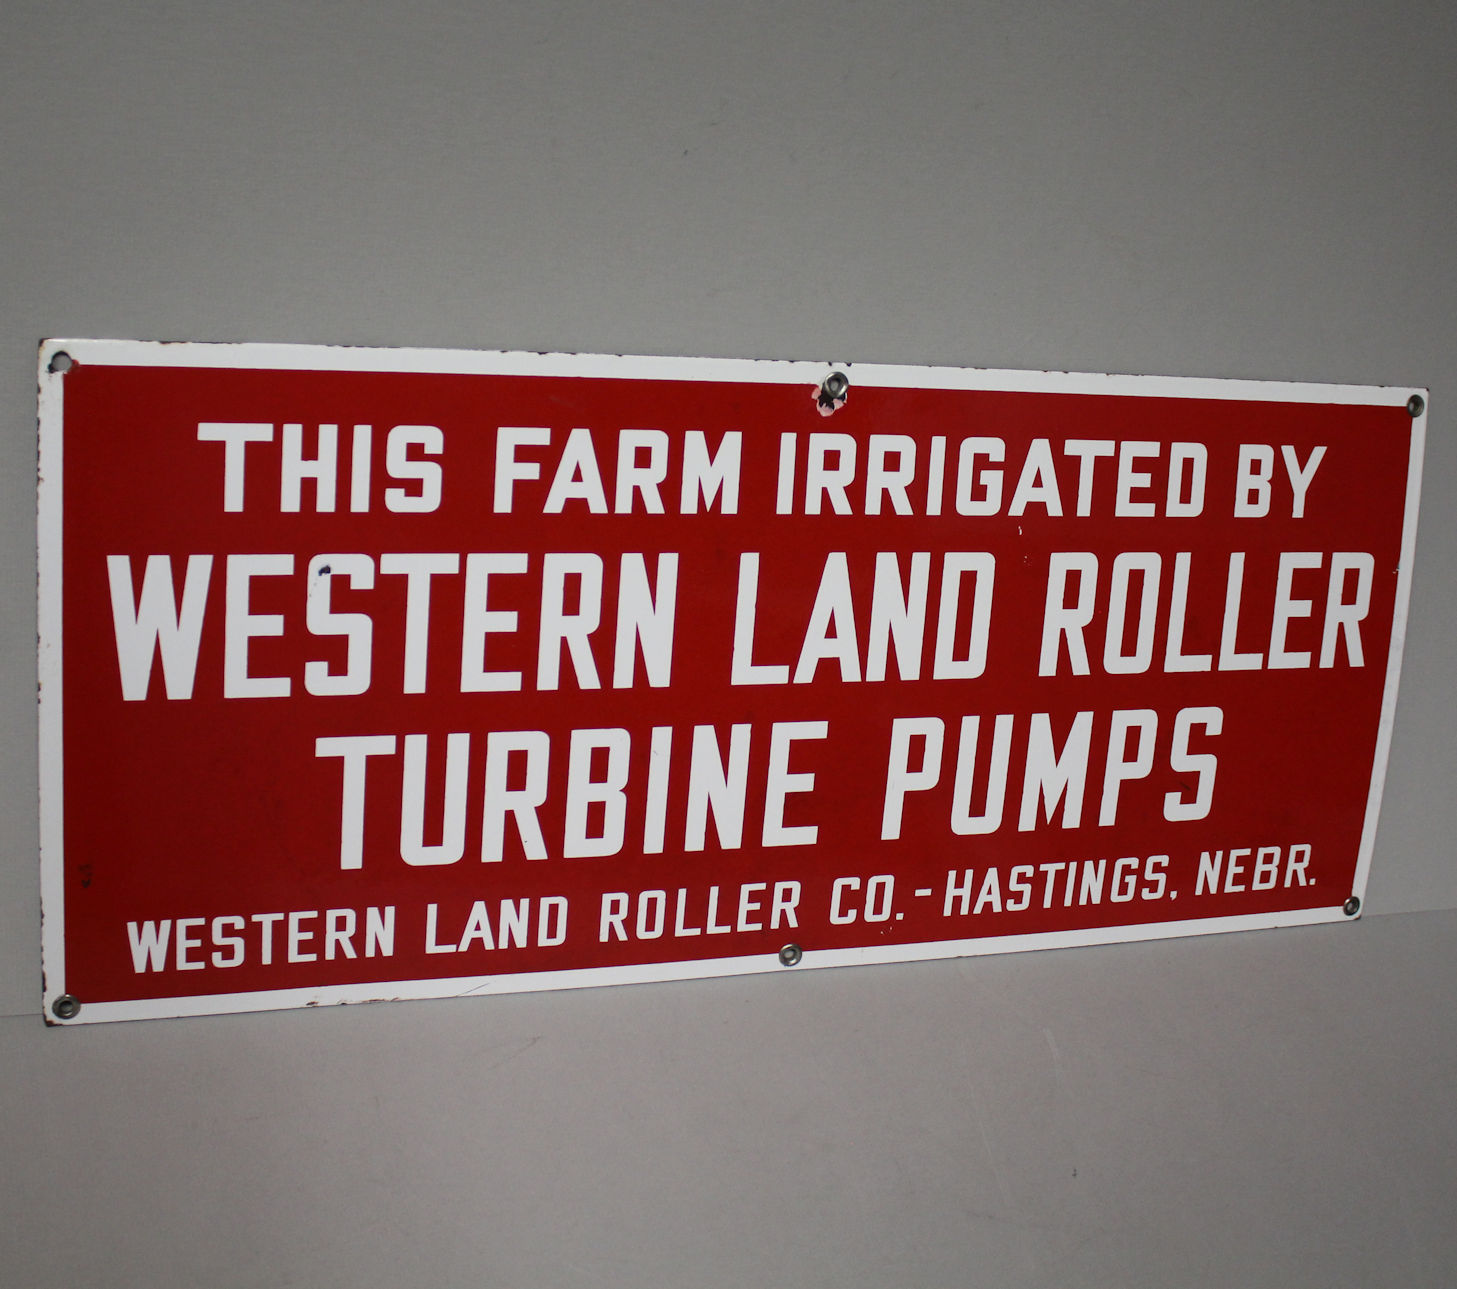 THIS FARM IRRIGATED BY
WESTERN LAND ROLLER
TURBINE PUMPS
WESTERN LAND ROLLER CO.-HASTINGS, NEBR.